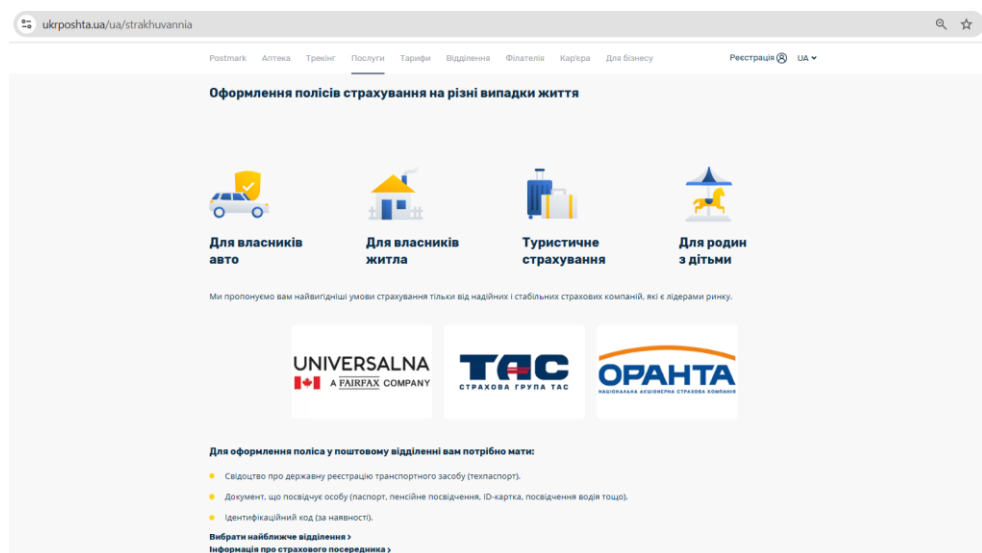 ukrposhta.ua/ua/strakhuvannia
Postmark Аптека Трекінг Послуги Тарифи Відділення Філателія Кар'єра Для бізнесу Реєстрація UA
Оформлення полісів страхування на різні випадки життя
Для власників авто
Для власників житла
Туристичне страхування
Для родин з дітьми
Ми пропонуємо вам найвигідніші умови страхування тільки від надійних і стабільних страхових компаній, які є лідерами ринку.
UNIVERSALNA
A FAIRFAX COMPANY
ТАС
СТРАХОВА ГРУПА ТАС
ОРАНТА
НАЦІОНАЛЬНА АКЦІОНЕРНА СТРАХОВА КОМПАНІЯ
Для оформлення поліса у поштовому відділенні вам потрібно мати:
Свідоцтво про державну реєстрацію транспортного засобу (техпаспорт).
Документ, що посвідчує особу (паспорт, пенсійне посвідчення, ID-картка, посвідчення водія тощо).
Ідентифікаційний код (за наявності).
Вибрати найближче відділення >
Інформація про страхового посередника >